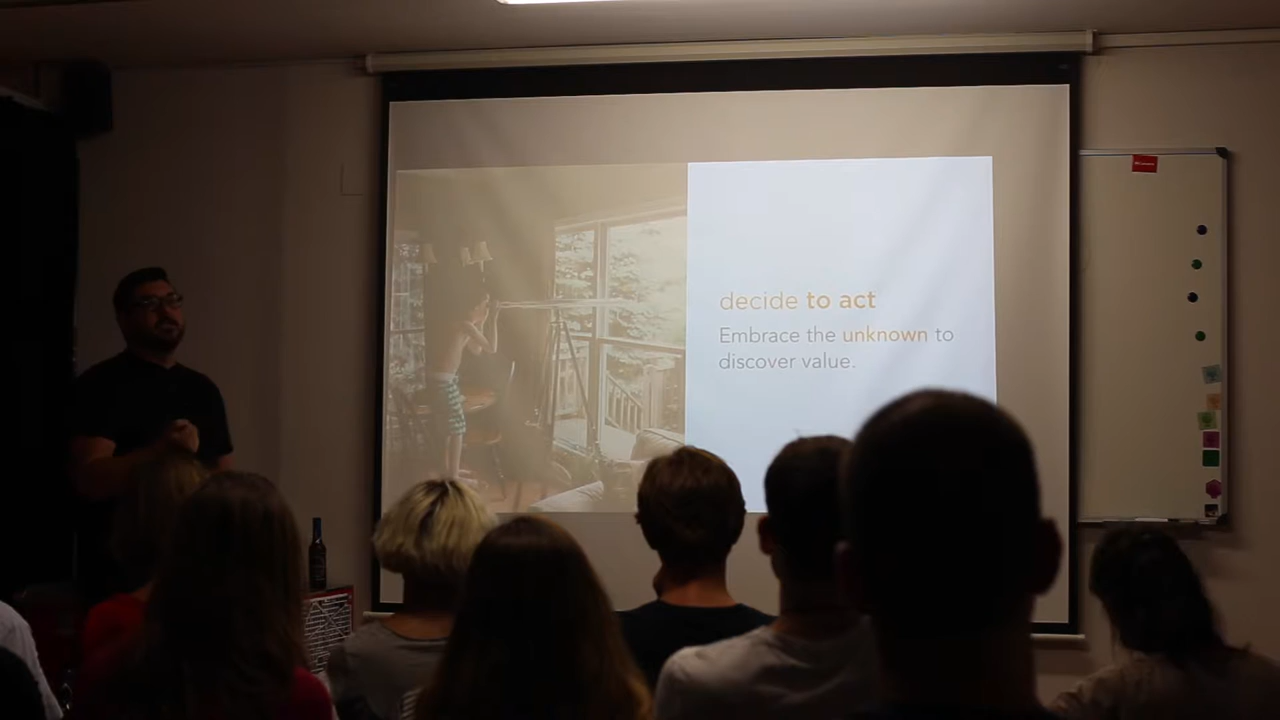 decide to act
Embrace the unknown to
discover value.